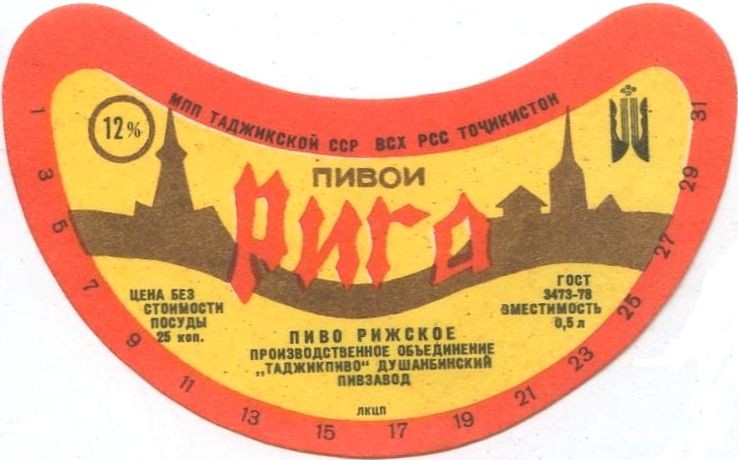 МПП ТАДЖИКСКОЙ ССР ВСХ РСС ТОҶИКИСТОН
12%
ПИВОИ
Рига
ЦЕНА БЕЗ
СТОИМОСТИ
ПОСУДЫ
25 коп.
ГОСТ
3473-78
ВМЕСТИМОСТЬ
0,5 л
ПИВО РИЖСКОЕ
ПРОИЗВОДСТВЕННОЕ ОБЪЕДИНЕНИЕ
„ТАДЖИКПИВО“ ДУШАНБИНСКИЙ
ПИВЗАВОД
ЛКЦП
1 3 5 7 9 11 13 15 17 19 21 23 25 27 29 31